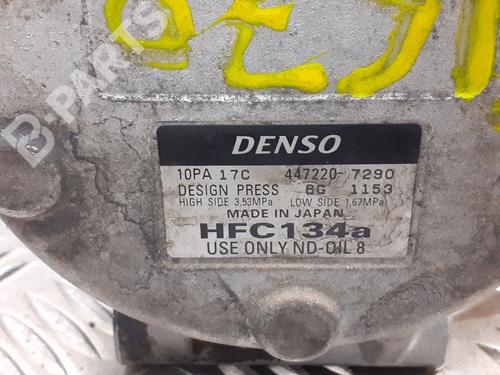 B-PARTS
DENSO
10PA 17C 447220-7290
DESIGN PRESS 6G 1153
HIGH SIDE 3.53MPa LOW SIDE 1.67MPa
MADE IN JAPAN
HFC134a
USE ONLY ND-OIL 8